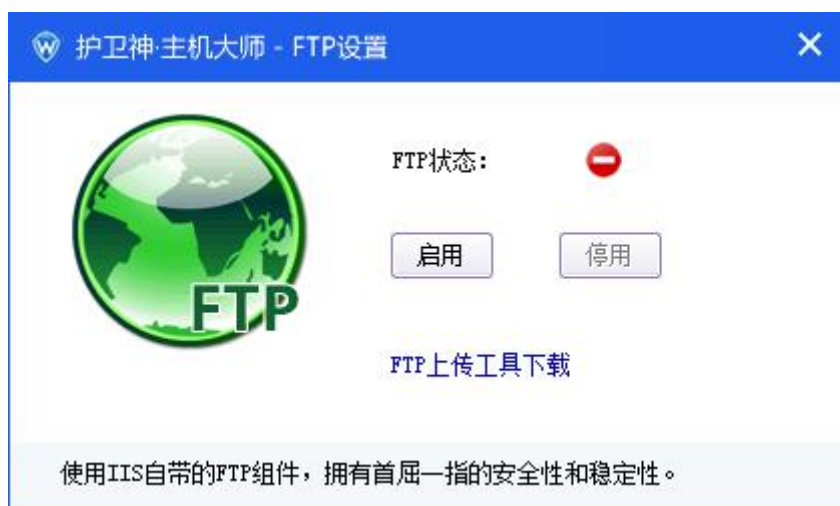 护卫神·主机大师 - FTP设置
FTP状态：
启用 停用
FTP
FTP上传工具下载
使用IIS自带的FTP组件，拥有首屈一指的安全性和稳定性。